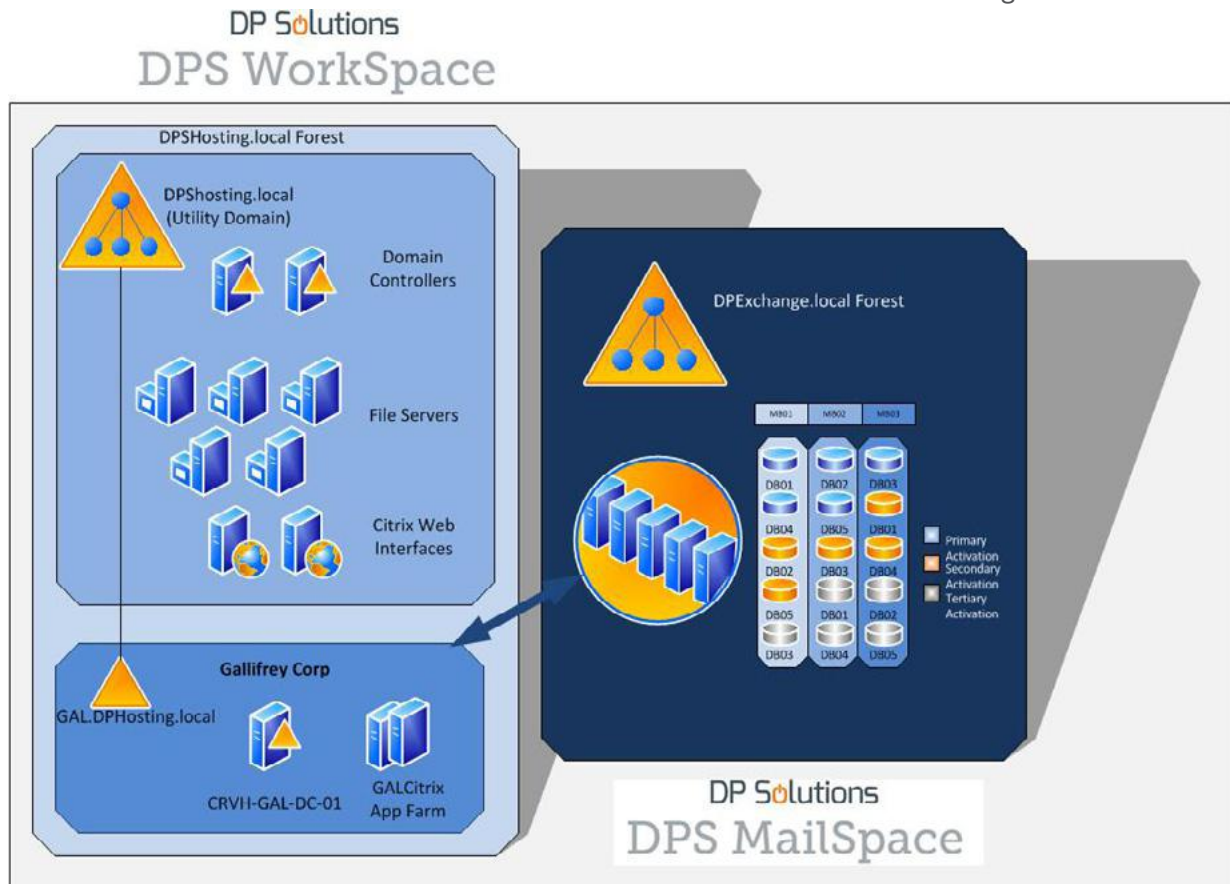 DP Solutions
DPS WorkSpace
DPSHosting.local Forest
DPShosting.local
(Utility Domain)
Domain
Controllers
File Servers
Citrix Web
Interfaces
Gallifrey Corp
GAL.DPHosting.local
CRVH-GAL-DC-01
GALCitrix
App Farm
DPExchange.local Forest
MB01 MB02 MB03
DB01 DB02 DB03
DB04 DB05 DB01
DB02 DB03 DB04
DB05 DB01 DB02
DB03 DB04 DB05
Primary
Activation
Secondary
Activation
Tertiary
Activation
DP Solutions
DPS MailSpace